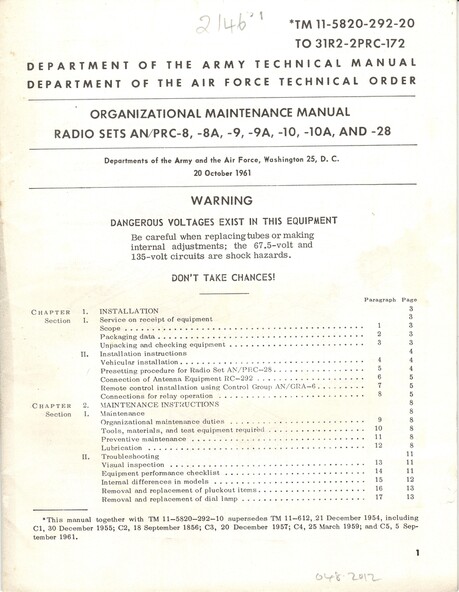 2146
*TM 11-5820-292-20
TO 31R2-2PRC-172
DEPARTMENT OF THE ARMY TECHNICAL MANUAL
DEPARTMENT OF THE AIR FORCE TECHNICAL ORDER
ORGANIZATIONAL MAINTENANCE MANUAL
RADIO SETS AN/PRC-8, -8A, -9, -9A, -10, -10A, AND -28
Departments of the Army and the Air Force, Washington 25, D. C.
20 October 1961
WARNING
DANGEROUS VOLTAGES EXIST IN THIS EQUIPMENT
Be careful when replacing tubes or making
internal adjustments; the 67.5-volt and
135-volt circuits are shock hazards.
DON'T TAKE CHANCES!
Paragraph Page
CHAPTER 1. INSTALLATION 3
Section I. Service on receipt of equipment 3
Scope 1 3
Packaging data 2 3
Unpacking and checking equipment 3 3
II. Installation instructions 4
Vehicular installation 4 4
Presetting procedure for Radio Set AN/PRC-28 5 4
Connection of Antenna Equipment RC-292 6 5
Remote control installation using Control Group AN/GRA-6 7 5
Connections for relay operation 8 5
CHAPTER 2. MAINTENANCE INSTRUCTIONS 8
Section I. Maintenance 8
Organizational maintenance duties 9 8
Tools, materials, and test equipment required 10 8
Preventive maintenance 11 8
Lubrication 12 8
II. Troubleshooting 11
Visual inspection 13 11
Equipment performance checklist 14 11
Internal differences in models 15 12
Removal and replacement of pluckout items 16 13
Removal and replacement of dial lamp 17 13
*This manual together with TM 11-5820-292-10 supersedes TM 11-612, 21 December 1954, including
C1, 30 December 1955; C2, 18 September 1856; C3, 20 December 1957; C4, 25 March 1959; and C5, 5 Sep-
tember 1961.
1
048-2012